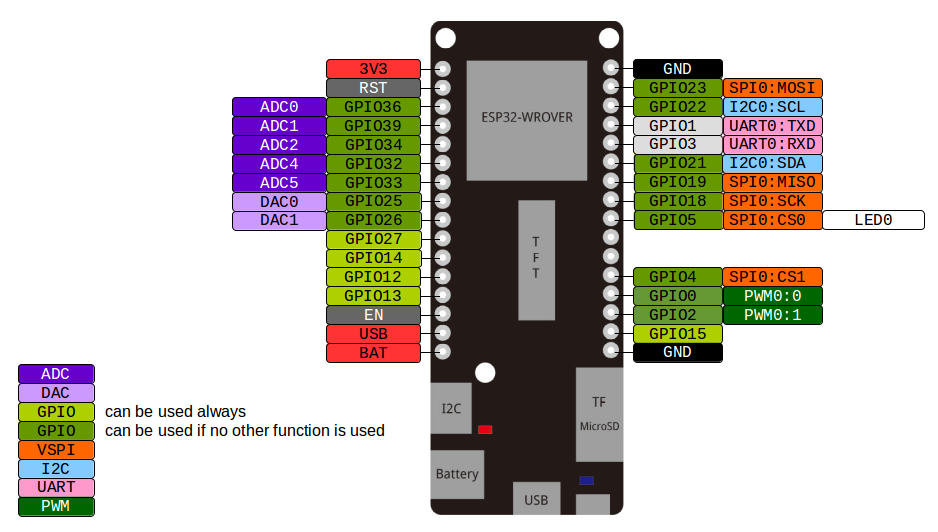 3V3 GND
RST GPIO23 SPI0:MOSI
ADC0 GPIO36 GPIO22 I2C0:SCL
ADC1 GPIO39 ESP32-WROVER GPIO1 UART0:TXD
ADC2 GPIO34 GPIO3 UART0:RXD
ADC4 GPIO32 GPIO21 I2C0:SDA
ADC5 GPIO33 GPIO19 SPI0:MISO
DAC0 GPIO25 GPIO18 SPI0:SCK
DAC1 GPIO26 GPIO5 SPI0:CS0 LED0
GPIO27
GPIO14
GPIO12 GPIO4 SPI0:CS1
GPIO13 GPIO0 PWM0:0
EN GPIO2 PWM0:1
USB GPIO15
BAT GND
TFT
ADC
DAC
GPIO can be used always
GPIO can be used if no other function is used
VSPI
I2C
UART
PWM
I2C
TF
MicroSD
Battery
USB